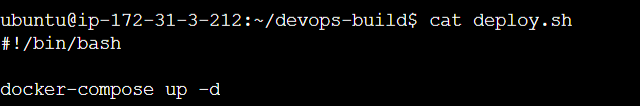 ubuntu@ip-172-31-3-212:~/devops-build$ cat deploy.sh
#!/bin/bash
docker-compose up -d